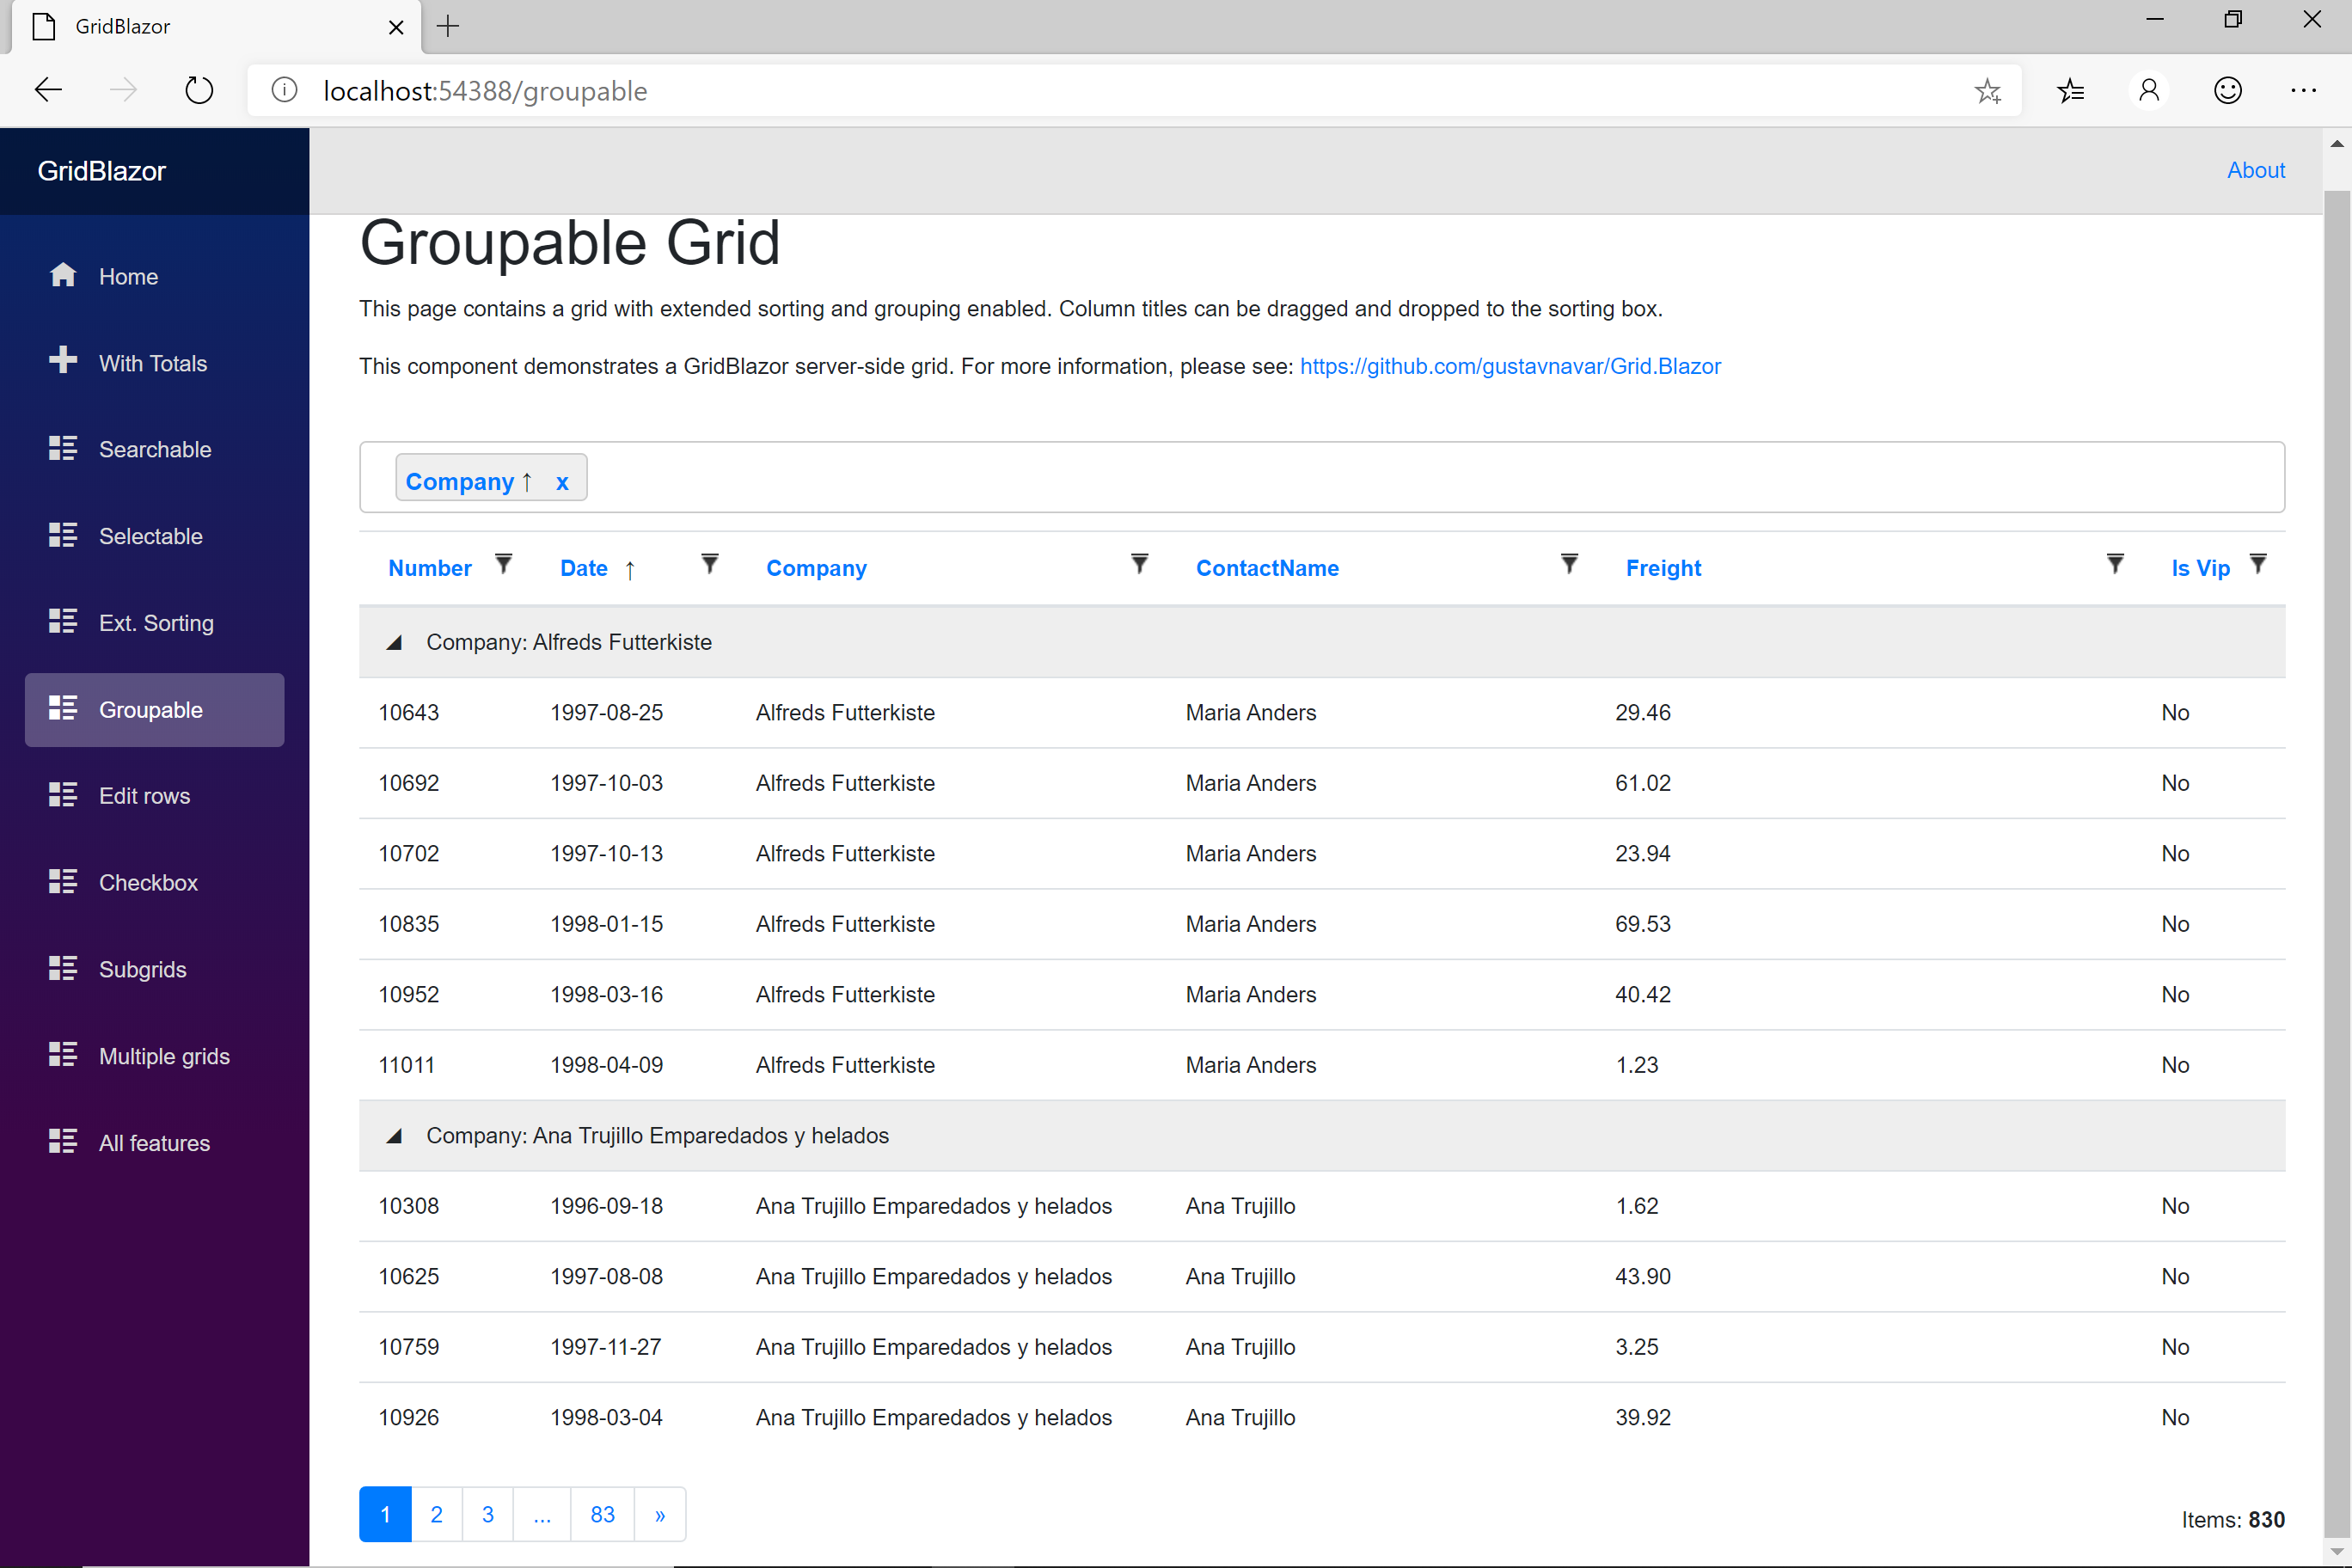 GridBlazor
localhost:54388/groupable
GridBlazor
About
Home
With Totals
Searchable
Selectable
Ext. Sorting
Groupable
Edit rows
Checkbox
Subgrids
Multiple grids
All features
Groupable Grid
This page contains a grid with extended sorting and grouping enabled. Column titles can be dragged and dropped to the sorting box.
This component demonstrates a GridBlazor server-side grid. For more information, please see: https://github.com/gustavnavar/Grid.Blazor
Company ↑ x
Number Date ↑ Company ContactName Freight Is Vip
Company: Alfreds Futterkiste
10643 1997-08-25 Alfreds Futterkiste Maria Anders 29.46 No
10692 1997-10-03 Alfreds Futterkiste Maria Anders 61.02 No
10702 1997-10-13 Alfreds Futterkiste Maria Anders 23.94 No
10835 1998-01-15 Alfreds Futterkiste Maria Anders 69.53 No
10952 1998-03-16 Alfreds Futterkiste Maria Anders 40.42 No
11011 1998-04-09 Alfreds Futterkiste Maria Anders 1.23 No
Company: Ana Trujillo Emparedados y helados
10308 1996-09-18 Ana Trujillo Emparedados y helados Ana Trujillo 1.62 No
10625 1997-08-08 Ana Trujillo Emparedados y helados Ana Trujillo 43.90 No
10759 1997-11-27 Ana Trujillo Emparedados y helados Ana Trujillo 3.25 No
10926 1998-03-04 Ana Trujillo Emparedados y helados Ana Trujillo 39.92 No
1 2 3 ... 83 »
Items: 830